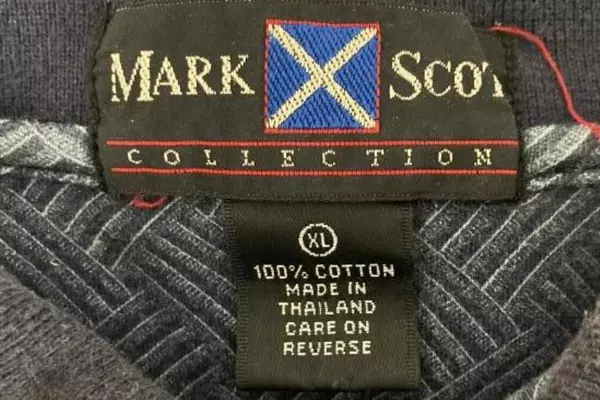 MARK SCOT
COLLECTION
XL
100% COTTON
MADE IN
THAILAND
CARE ON
REVERSE